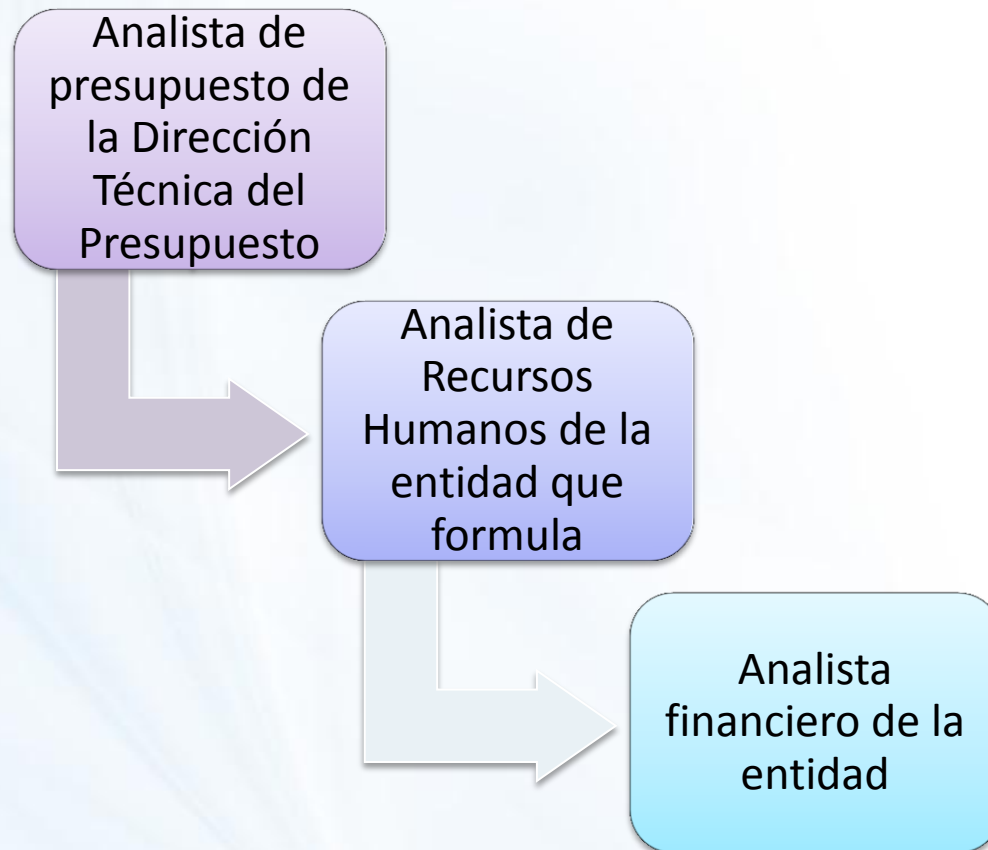 Analista de
presupuesto de
la Dirección
Técnica del
Presupuesto
Analista de
Recursos
Humanos de la
entidad que
formula
Analista
financiero de la
entidad